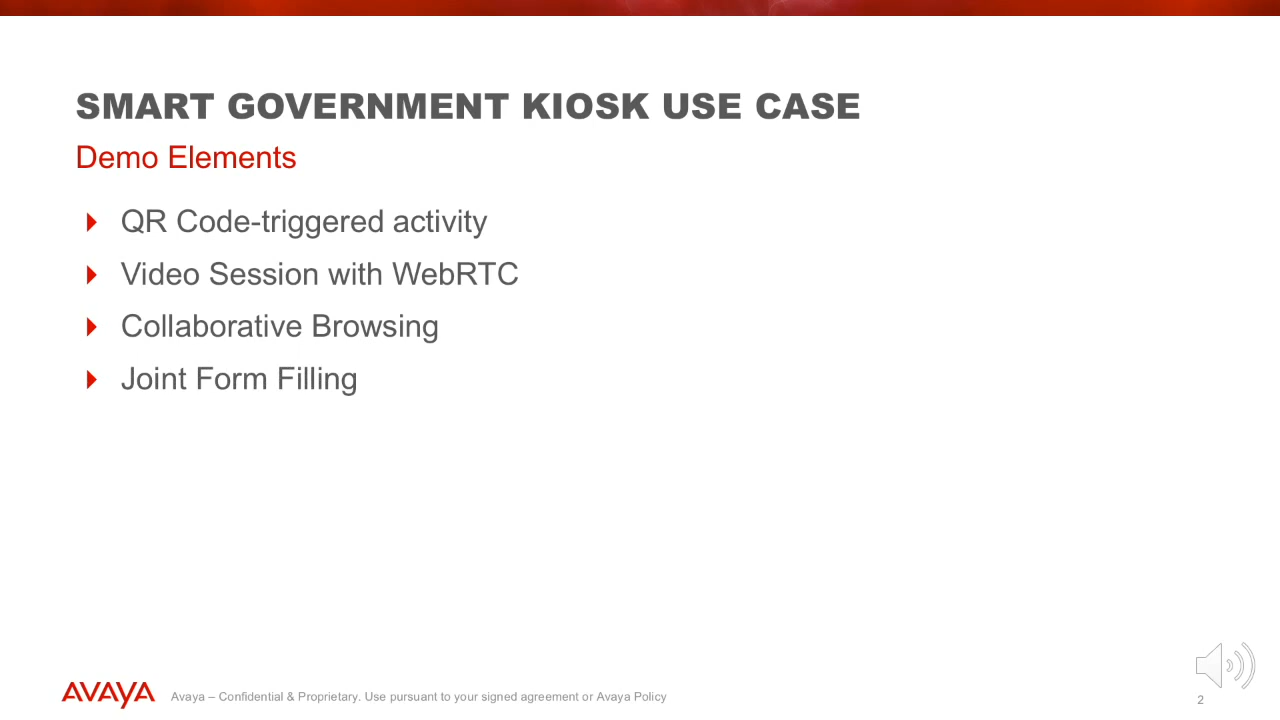 SMART GOVERNMENT KIOSK USE CASE
Demo Elements
QR Code-triggered activity
Video Session with WebRTC
Collaborative Browsing
Joint Form Filling
AVAYA
Avaya – Confidential & Proprietary. Use pursuant to your signed agreement or Avaya Policy
2